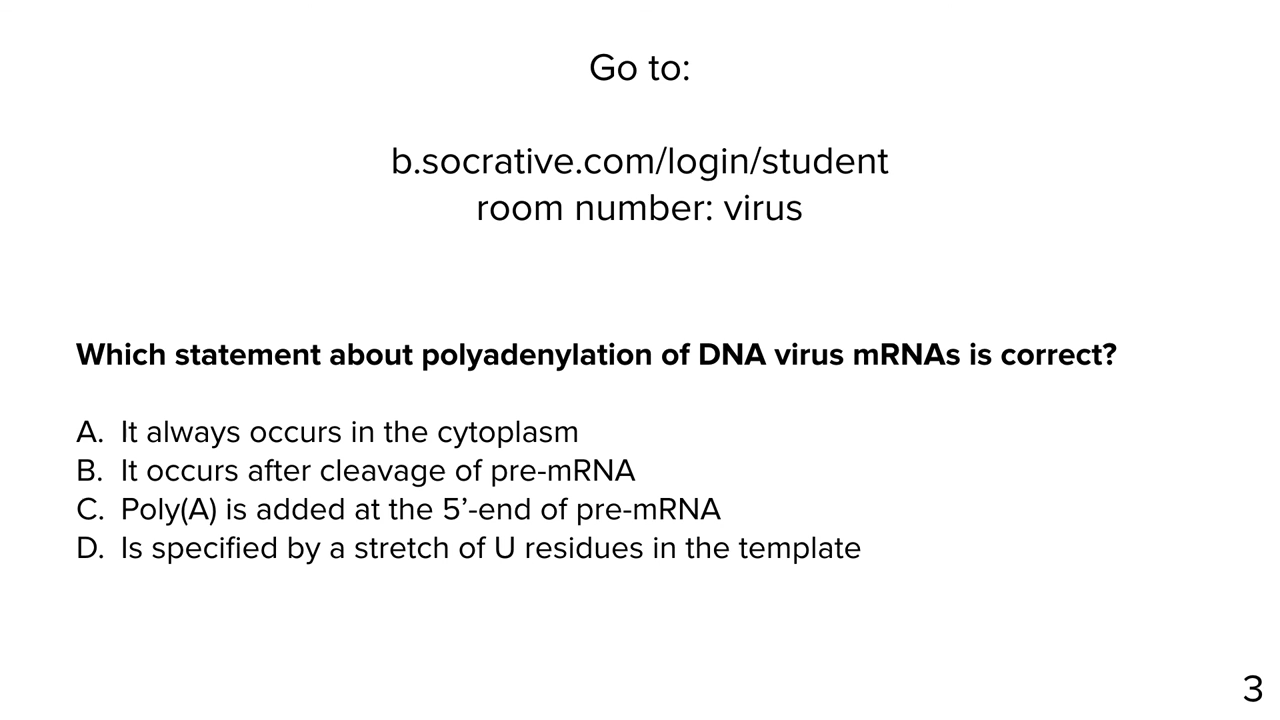 Go to:
b.socrative.com/login/student
room number: virus
Which statement about polyadenylation of DNA virus mRNAs is correct?
A. It always occurs in the cytoplasm
B. It occurs after cleavage of pre-mRNA
C. Poly(A) is added at the 5’-end of pre-mRNA
D. Is specified by a stretch of U residues in the template
3